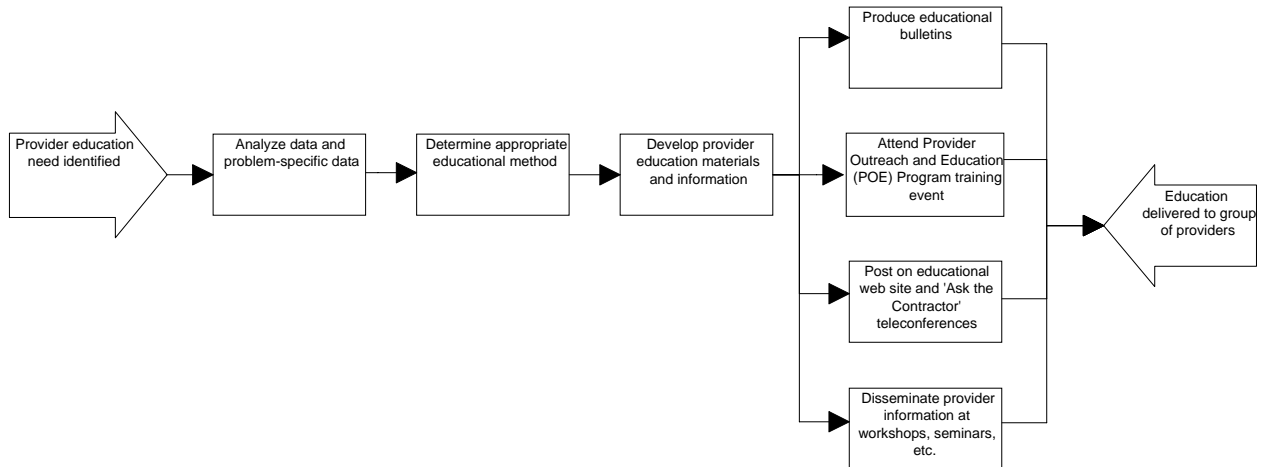 Provider education
need identified
Analyze data and
problem-specific data
Determine appropriate
educational method
Develop provider
education materials
and information
Produce educational
bulletins
Attend Provider
Outreach and Education
(POE) Program training
event
Post on educational
web site and 'Ask the
Contractor'
teleconferences
Disseminate provider
information at
workshops, seminars,
etc.
Education
delivered to group
of providers